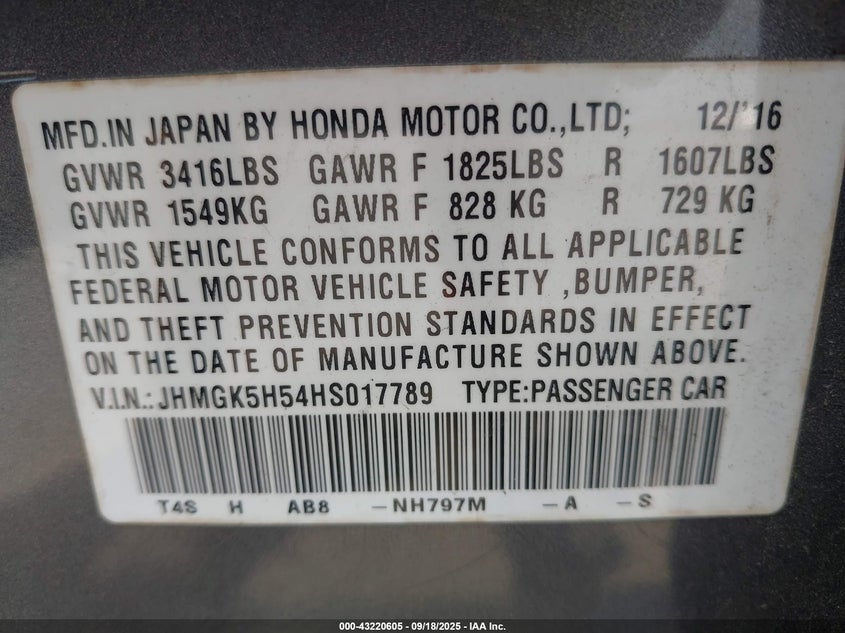 MFD.IN JAPAN BY HONDA MOTOR CO.,LTD; 12/'16
GVWR 3416LBS GAWR F 1825LBS R 1607LBS
GVWR 1549KG GAWR F 828 KG R 729 KG
THIS VEHICLE CONFORMS TO ALL APPLICABLE
FEDERAL MOTOR VEHICLE SAFETY ,BUMPER,
AND THEFT PREVENTION STANDARDS IN EFFECT
ON THE DATE OF MANUFACTURE SHOWN ABOVE.
V.I.N.: JHMGK5H54HS017789 TYPE:PASSENGER CAR
T4S H AB8 -NH797M -A -S
000-43220605 - 09/18/2025 - IAA Inc.